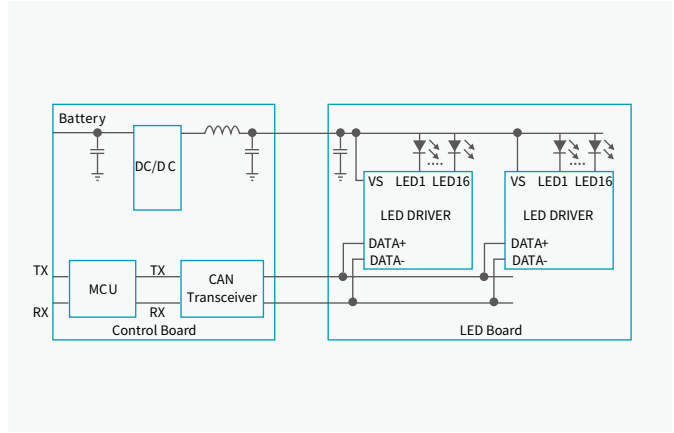 Battery
DC/DC
VS LED1 LED16
LED DRIVER
DATA+
DATA-
VS LED1 LED16
LED DRIVER
DATA+
DATA-
TX
RX
MCU
TX
RX
CAN
Transceiver
Control Board
LED Board